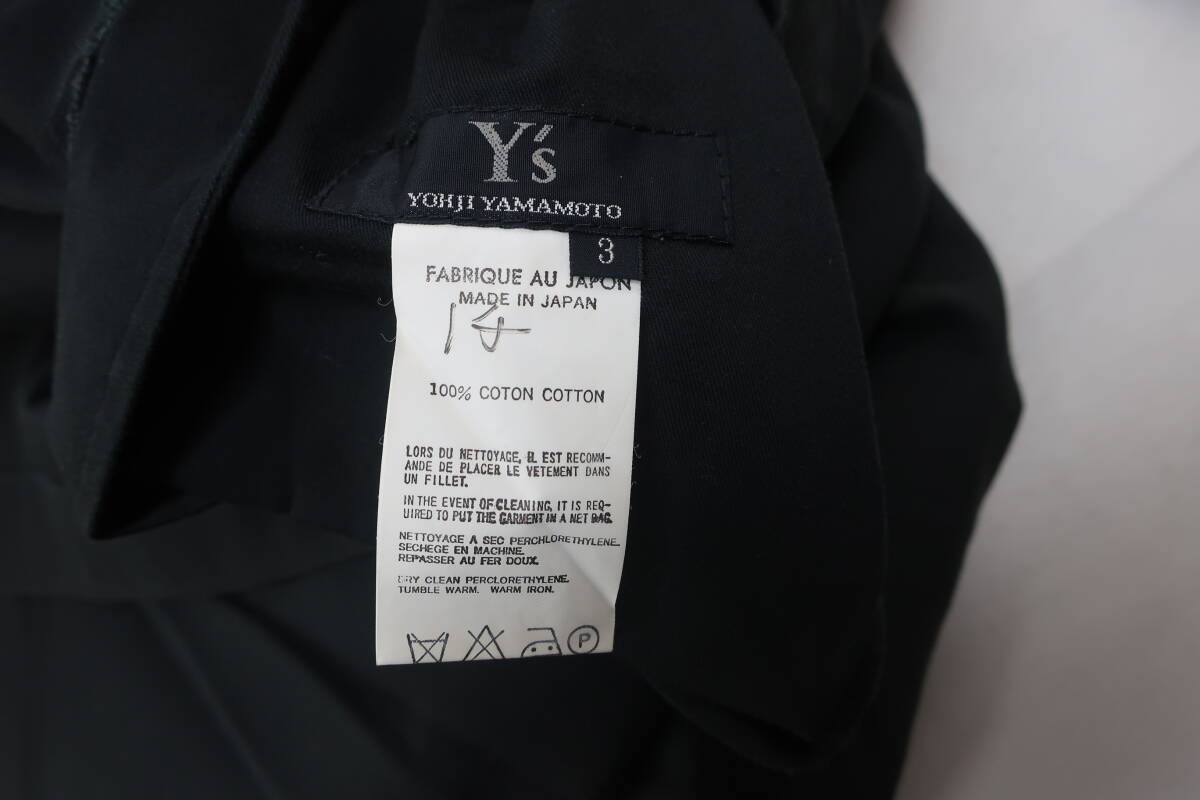 Y's
YOHJI YAMAMOTO
3
FABRIQUE AU JAPON
MADE IN JAPAN
14
100% COTON COTTON
LORS DU NETTOYAGE, IL EST RECOMM-
ANDE DE PLACER LE VETEMENT DANS
UN FILLET.
IN THE EVENT OF CLEANING, IT IS REQ-
UIRED TO PUT THE GARMENT IN A NET BAG.
NETTOYAGE A SEC PERCHLORETHYLENE.
SECHEGE EN MACHINE.
REPASSER AU FER DOUX.
DRY CLEAN PERCLORETHYLENE.
TUMBLE WARM. WARM IRON.
P